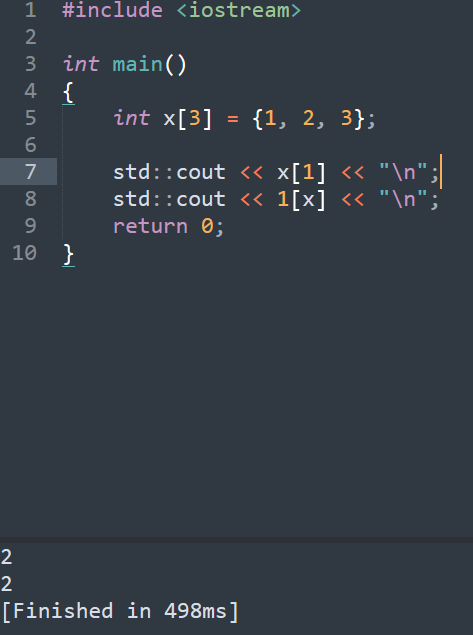 1 #include <iostream>
2
3 int main()
4 {
5     int x[3] = {1, 2, 3};
6
7     std::cout << x[1] << "\n";
8     std::cout << 1[x] << "\n";
9     return 0;
10 }
2
2
[Finished in 498ms]